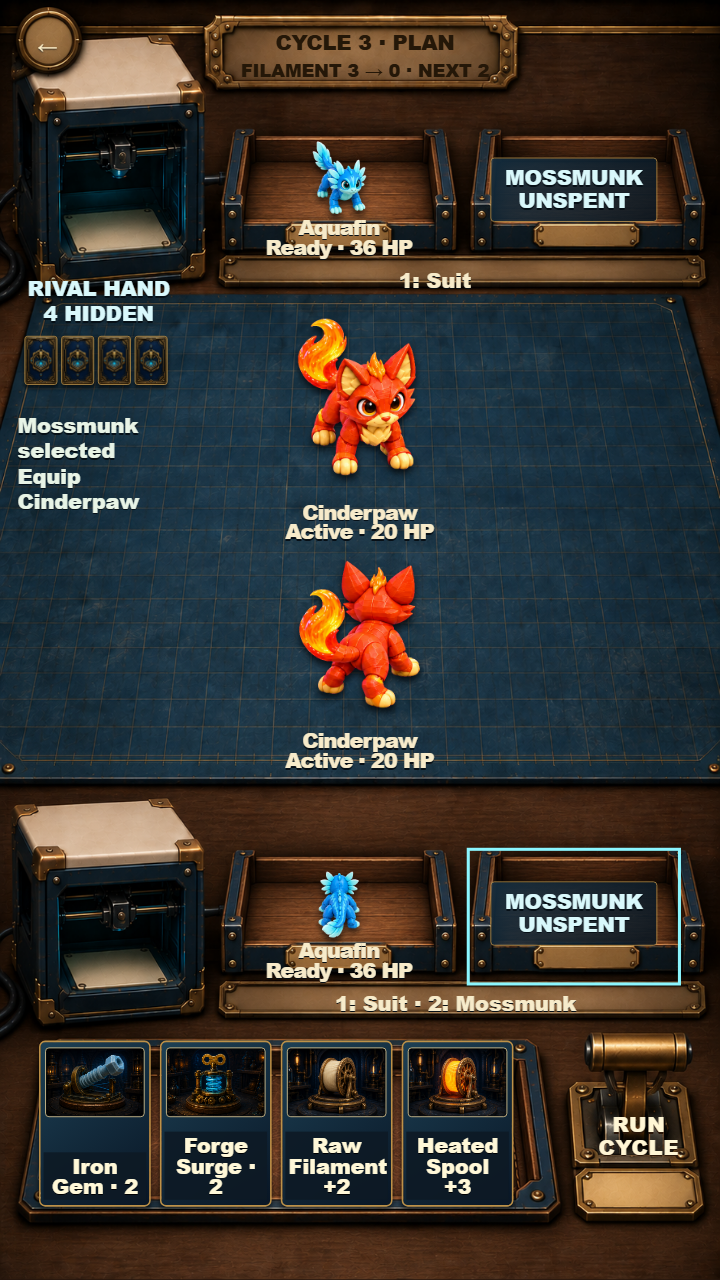 ←
CYCLE 3 · PLAN
FILAMENT 3 → 0 · NEXT 2
Aquafin
Ready · 36 HP
MOSSMUNK
UNSPENT
1: Suit
RIVAL HAND
4 HIDDEN
Mossmunk
selected
Equip
Cinderpaw
Cinderpaw
Active · 20 HP
Cinderpaw
Active · 20 HP
Aquafin
Ready · 36 HP
MOSSMUNK
UNSPENT
1: Suit · 2: Mossmunk
Iron
Gem · 2
Forge
Surge ·
2
Raw
Filament
+2
Heated
Spool
+3
RUN
CYCLE